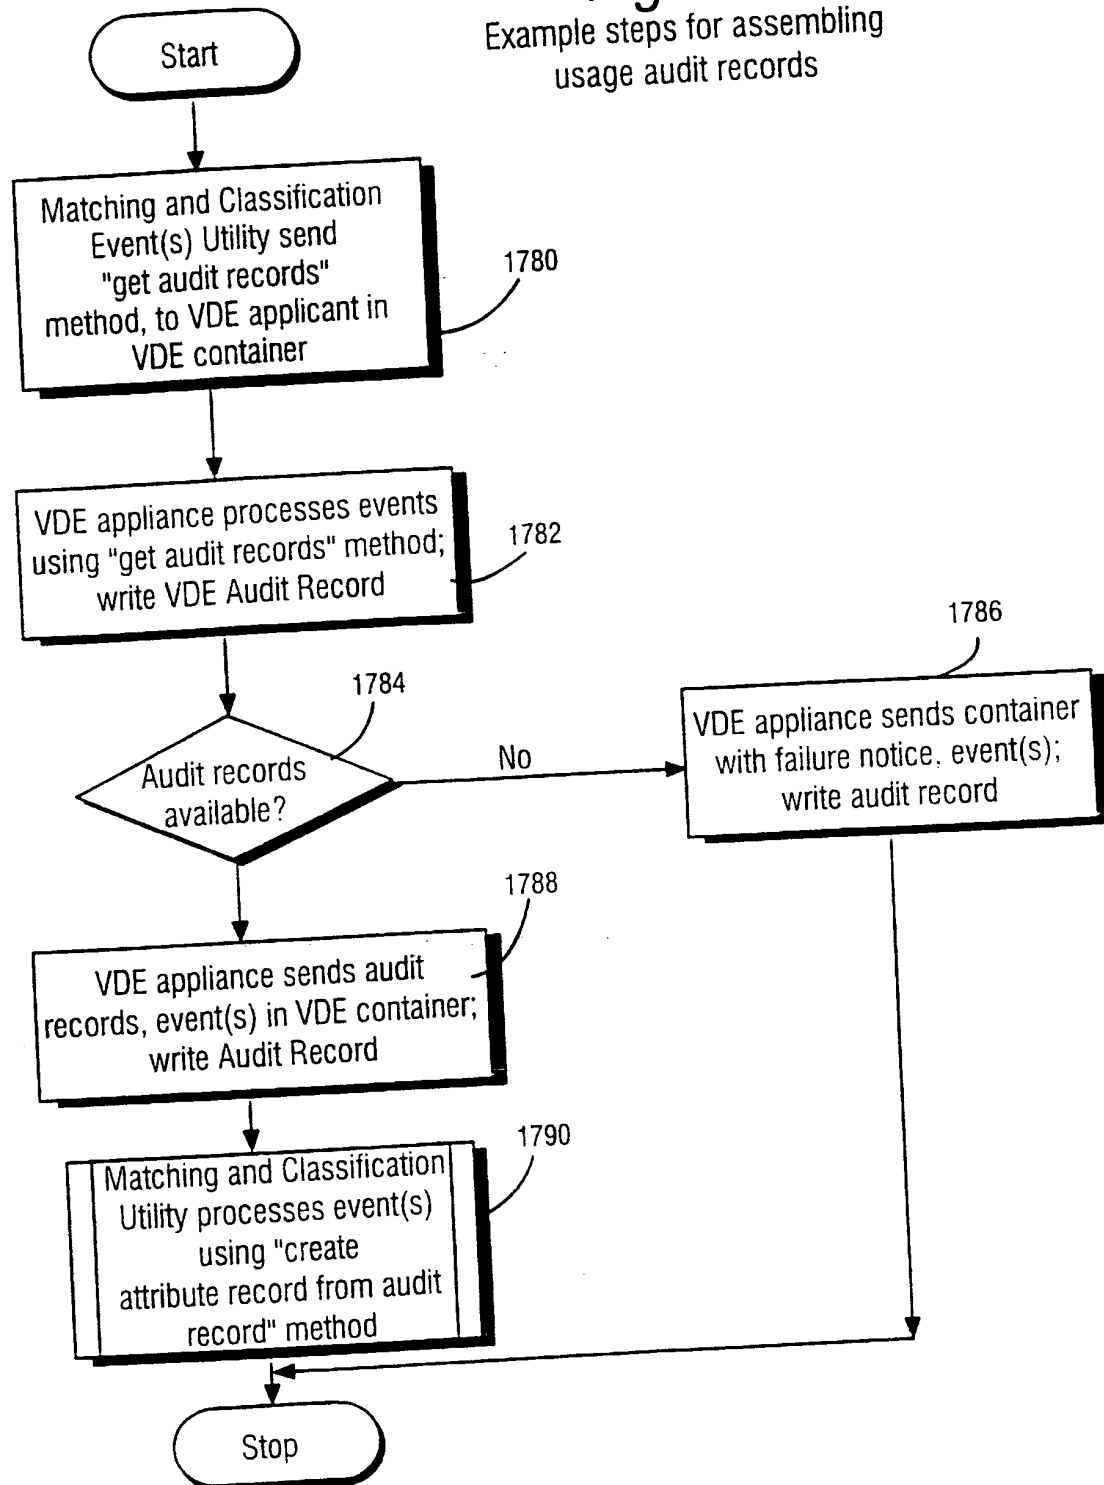 Example steps for assembling
usage audit records
Start
Matching and Classification
Event(s) Utility send
"get audit records"
method, to VDE applicant in
VDE container
1780
VDE appliance processes events
using "get audit records" method;
write VDE Audit Record
1782
1784
Audit records
available?
No
1786
VDE appliance sends container
with failure notice, event(s);
write audit record
1788
VDE appliance sends audit
records, event(s) in VDE container;
write Audit Record
1790
Matching and Classification
Utility processes event(s)
using "create
attribute record from audit
record" method
Stop